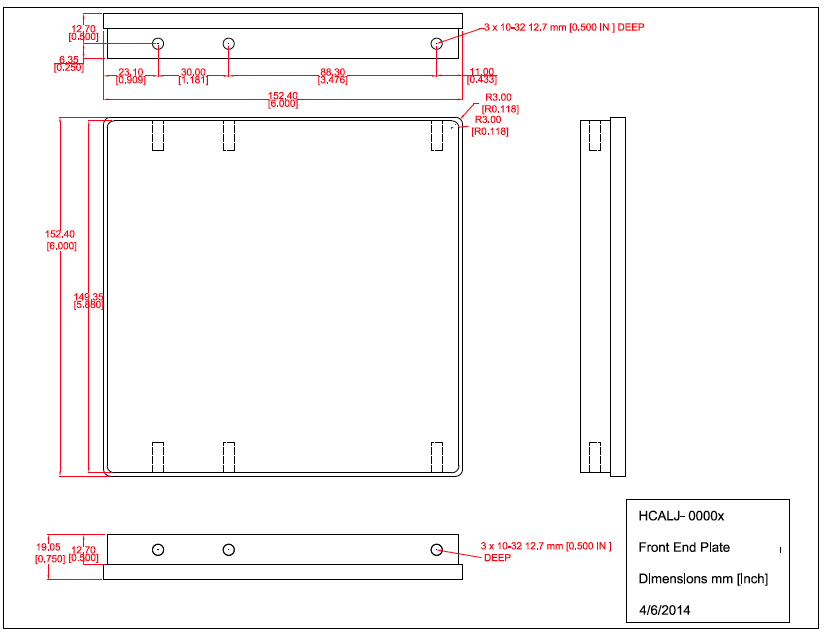 12.70
[0.500]
3 x 10-32 12.7 mm [0.500 IN ] DEEP
6.35
[0.250]
23.10
[0.909]
30.00
[1.181]
88.30
[3.476]
11.00
[0.433]
152.40
[6.000]
R3.00
[R0.118]
R3.00
[R0.118]
152.40
[6.000]
149.35
[5.880]
19.05
[0.750]
12.70
[0.500]
3 x 10-32 12.7 mm [0.500 IN ]
DEEP
HCALJ- 0000x
Front End Plate
Dimensions mm [Inch]
4/6/2014